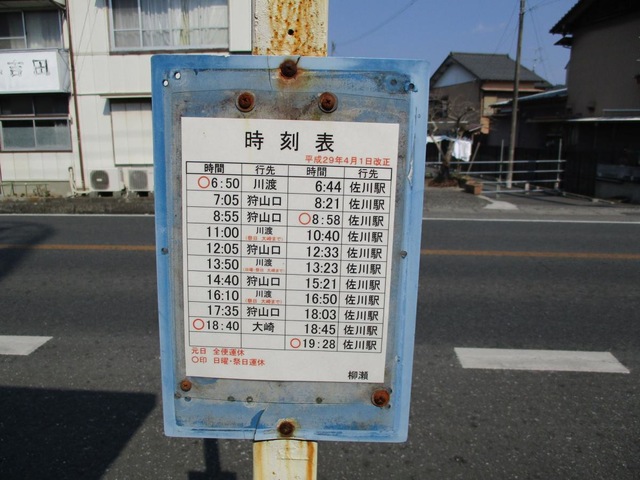 時刻表
平成29年4月1日改正
時間 行先 時間 行先
○6:50 川渡 6:44 佐川駅
7:05 狩山口 8:21 佐川駅
8:55 狩山口 ○8:58 佐川駅
11:00 川渡 10:40 佐川駅
12:05 狩山口 12:33 佐川駅
13:50 川渡 13:23 佐川駅
14:40 狩山口 15:21 佐川駅
16:10 川渡 16:50 佐川駅
17:35 狩山口 18:03 佐川駅
○18:40 大崎 18:45 佐川駅
○19:28 佐川駅
元日 全便運休
○印 日曜・祭日運休
柳瀬